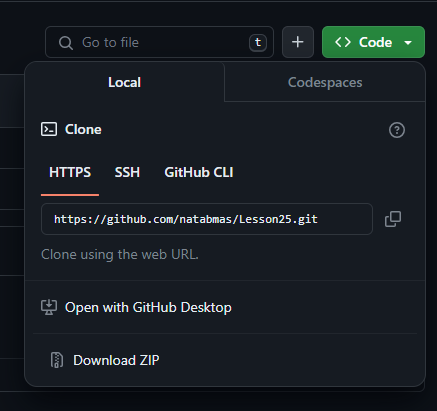 Go to file
t
+
<> Code
Local
Codespaces
Clone
?
HTTPS
SSH
GitHub CLI
https://github.com/natabmas/Lesson25.git
Clone using the web URL.
Open with GitHub Desktop
Download ZIP